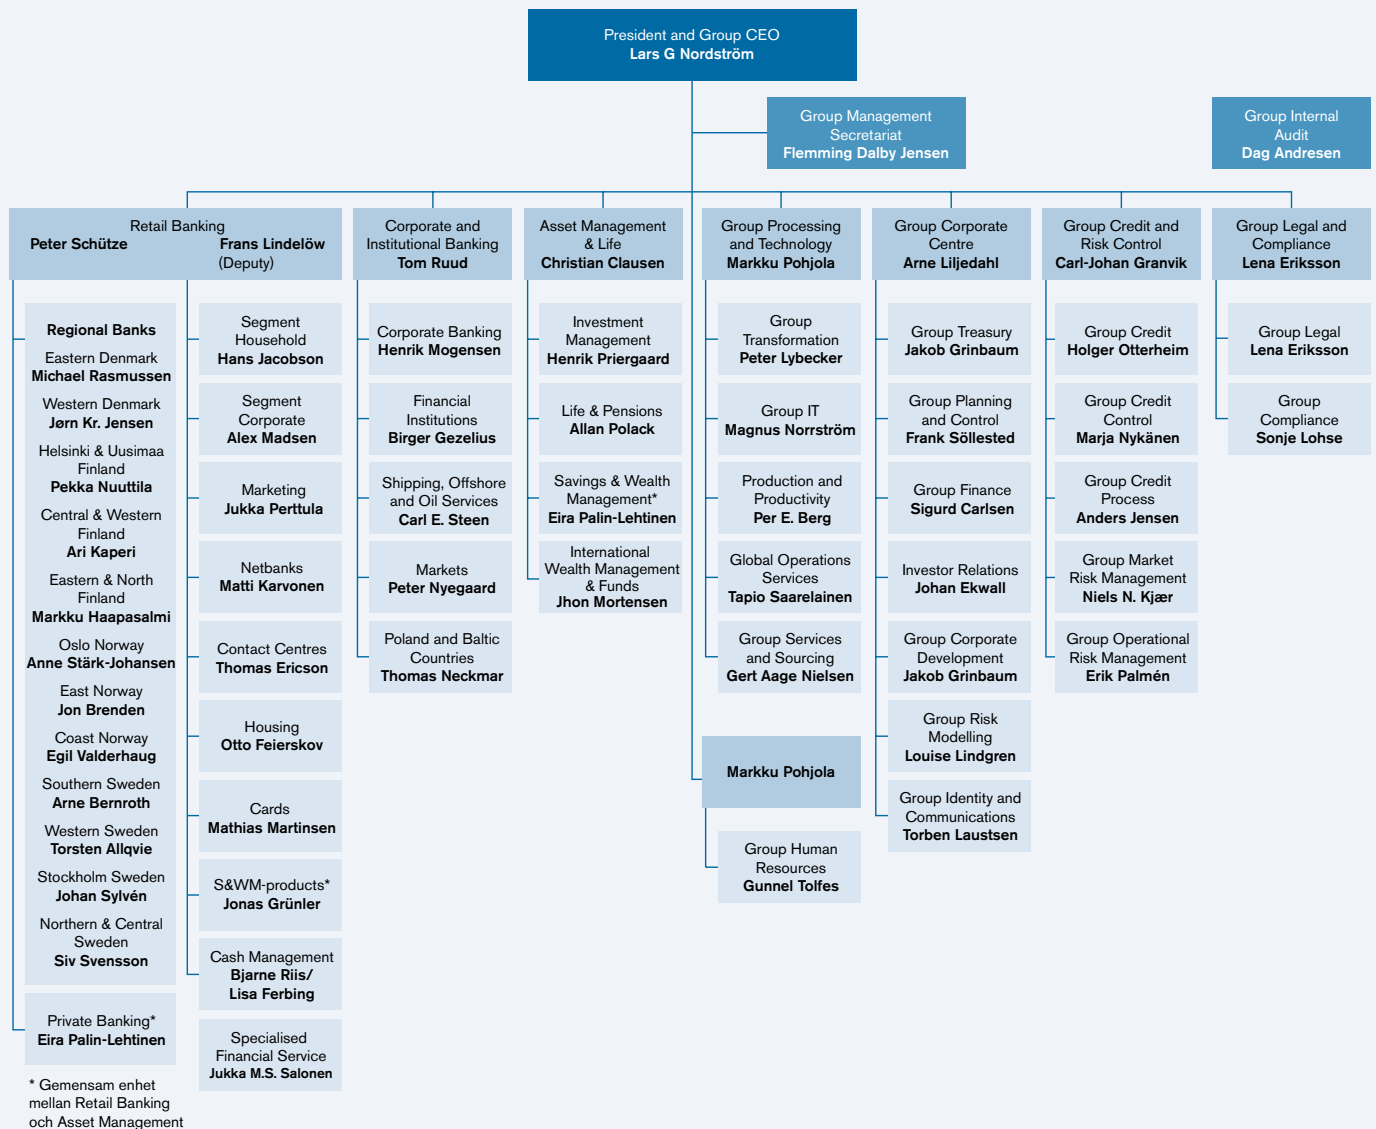 President and Group CEO
Lars G Nordström
Group Management
Secretariat
Flemming Dalby Jensen
Group Internal
Audit
Dag Andresen
Retail Banking
Peter Schütze
Frans Lindelöw
(Deputy)
Corporate and
Institutional Banking
Tom Ruud
Asset Management
& Life
Christian Clausen
Group Processing
and Technology
Markku Pohjola
Group Corporate
Centre
Arne Liljedahl
Group Credit and
Risk Control
Carl-Johan Granvik
Group Legal and
Compliance
Lena Eriksson
Regional Banks
Eastern Denmark
Michael Rasmussen
Western Denmark
Jørn Kr. Jensen
Helsinki & Uusimaa
Finland
Pekka Nuuttila
Central & Western
Finland
Ari Kaperi
Eastern & North
Finland
Markku Haapasalmi
Oslo Norway
Anne Stärk-Johansen
East Norway
Jon Brenden
Coast Norway
Egil Valderhaug
Southern Sweden
Arne Bernroth
Western Sweden
Torsten Allqvie
Stockholm Sweden
Johan Sylvén
Northern & Central
Sweden
Siv Svensson
Private Banking*
Eira Palin-Lehtinen
* Gemensam enhet
mellan Retail Banking
och Asset Management
Segment
Household
Hans Jacobson
Segment
Corporate
Alex Madsen
Marketing
Jukka Perttula
Netbanks
Matti Karvonen
Contact Centres
Thomas Ericson
Housing
Otto Feierskov
Cards
Mathias Martinsen
S&WM-products*
Jonas Grünler
Cash Management
Bjarne Riis/
Lisa Ferbing
Specialised
Financial Service
Jukka M.S. Salonen
Corporate Banking
Henrik Mogensen
Financial
Institutions
Birger Gezelius
Shipping, Offshore
and Oil Services
Carl E. Steen
Markets
Peter Nyegaard
Poland and Baltic
Countries
Thomas Neckmar
Investment
Management
Henrik Priergaard
Life & Pensions
Allan Polack
Savings & Wealth
Management*
Eira Palin-Lehtinen
International
Wealth Management
& Funds
Jhon Mortensen
Group
Transformation
Peter Lybecker
Group IT
Magnus Norrström
Production and
Productivity
Per E. Berg
Global Operations
Services
Tapio Saarelainen
Group Services
and Sourcing
Gert Aage Nielsen
Markku Pohjola
Group Human
Resources
Gunnel Tolfes
Group Treasury
Jakob Grinbaum
Group Planning
and Control
Frank Söllested
Group Finance
Sigurd Carlsen
Investor Relations
Johan Ekwall
Group Corporate
Development
Jakob Grinbaum
Group Risk
Modelling
Louise Lindgren
Group Identity and
Communications
Torben Laustsen
Group Credit
Holger Otterheim
Group Credit
Control
Marja Nykänen
Group Credit
Process
Anders Jensen
Group Market
Risk Management
Niels N. Kjær
Group Operational
Risk Management
Erik Palmén
Group Legal
Lena Eriksson
Group
Compliance
Sonje Lohse